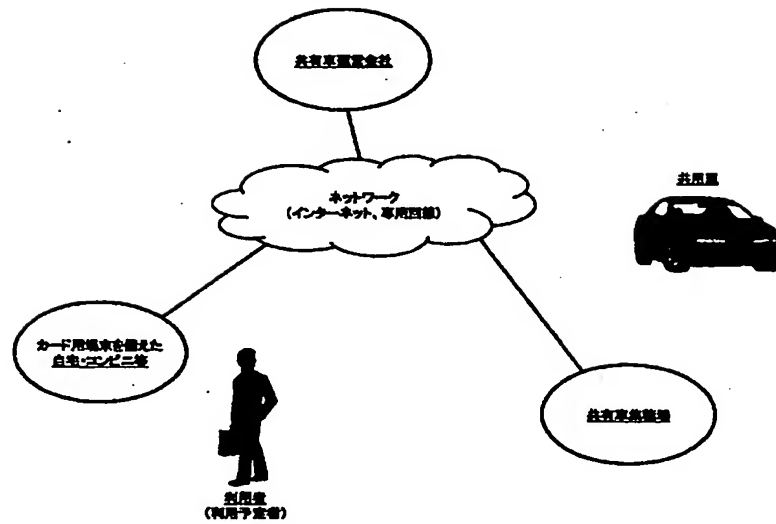 共有車運営会社
ネットワーク
(インターネット、専用回線)
共用車
カード用端末を備えた
自宅・コンビニ等
共有車集積場
利用者
(利用予定者)